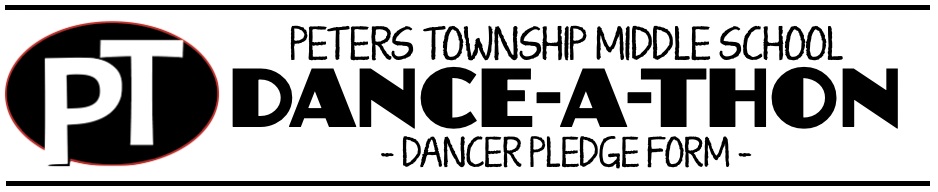 PT
PETERS TOWNSHIP MIDDLE SCHOOL
DANCE-A-THON
- DANCER PLEDGE FORM -